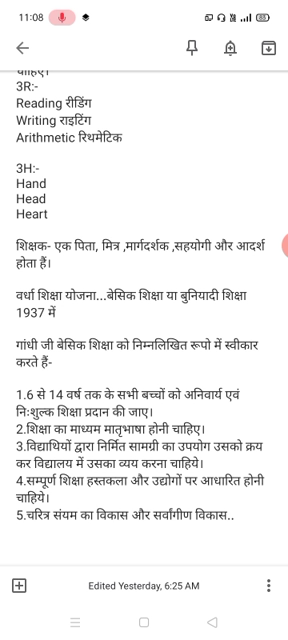 11:08
83
चाहिए।
3R:-
Reading रीडिंग
Writing राइटिंग
Arithmetic रिथमेटिक
3H:-
Hand
Head
Heart
शिक्षक- एक पिता, मित्र ,मार्गदर्शक ,सहयोगी और आदर्श
होता हैं।
वर्धा शिक्षा योजना...बेसिक शिक्षा या बुनियादी शिक्षा
1937 में
गांधी जी बेसिक शिक्षा को निम्नलिखित रूपो में स्वीकार
करते हैं-
1.6 से 14 वर्ष तक के सभी बच्चों को अनिवार्य एवं
निःशुल्क शिक्षा प्रदान की जाए।
2.शिक्षा का माध्यम मातृभाषा होनी चाहिए।
3.विद्यार्थियों द्वारा निर्मित सामग्री का उपयोग उसको क्रय
कर विद्यालय में उसका व्यय करना चाहिये।
4.सम्पूर्ण शिक्षा हस्तकला और उद्योगों पर आधारित होनी
चाहिये।
5.चरित्र संयम का विकास और सर्वांगीण विकास..
Edited Yesterday, 6:25 AM